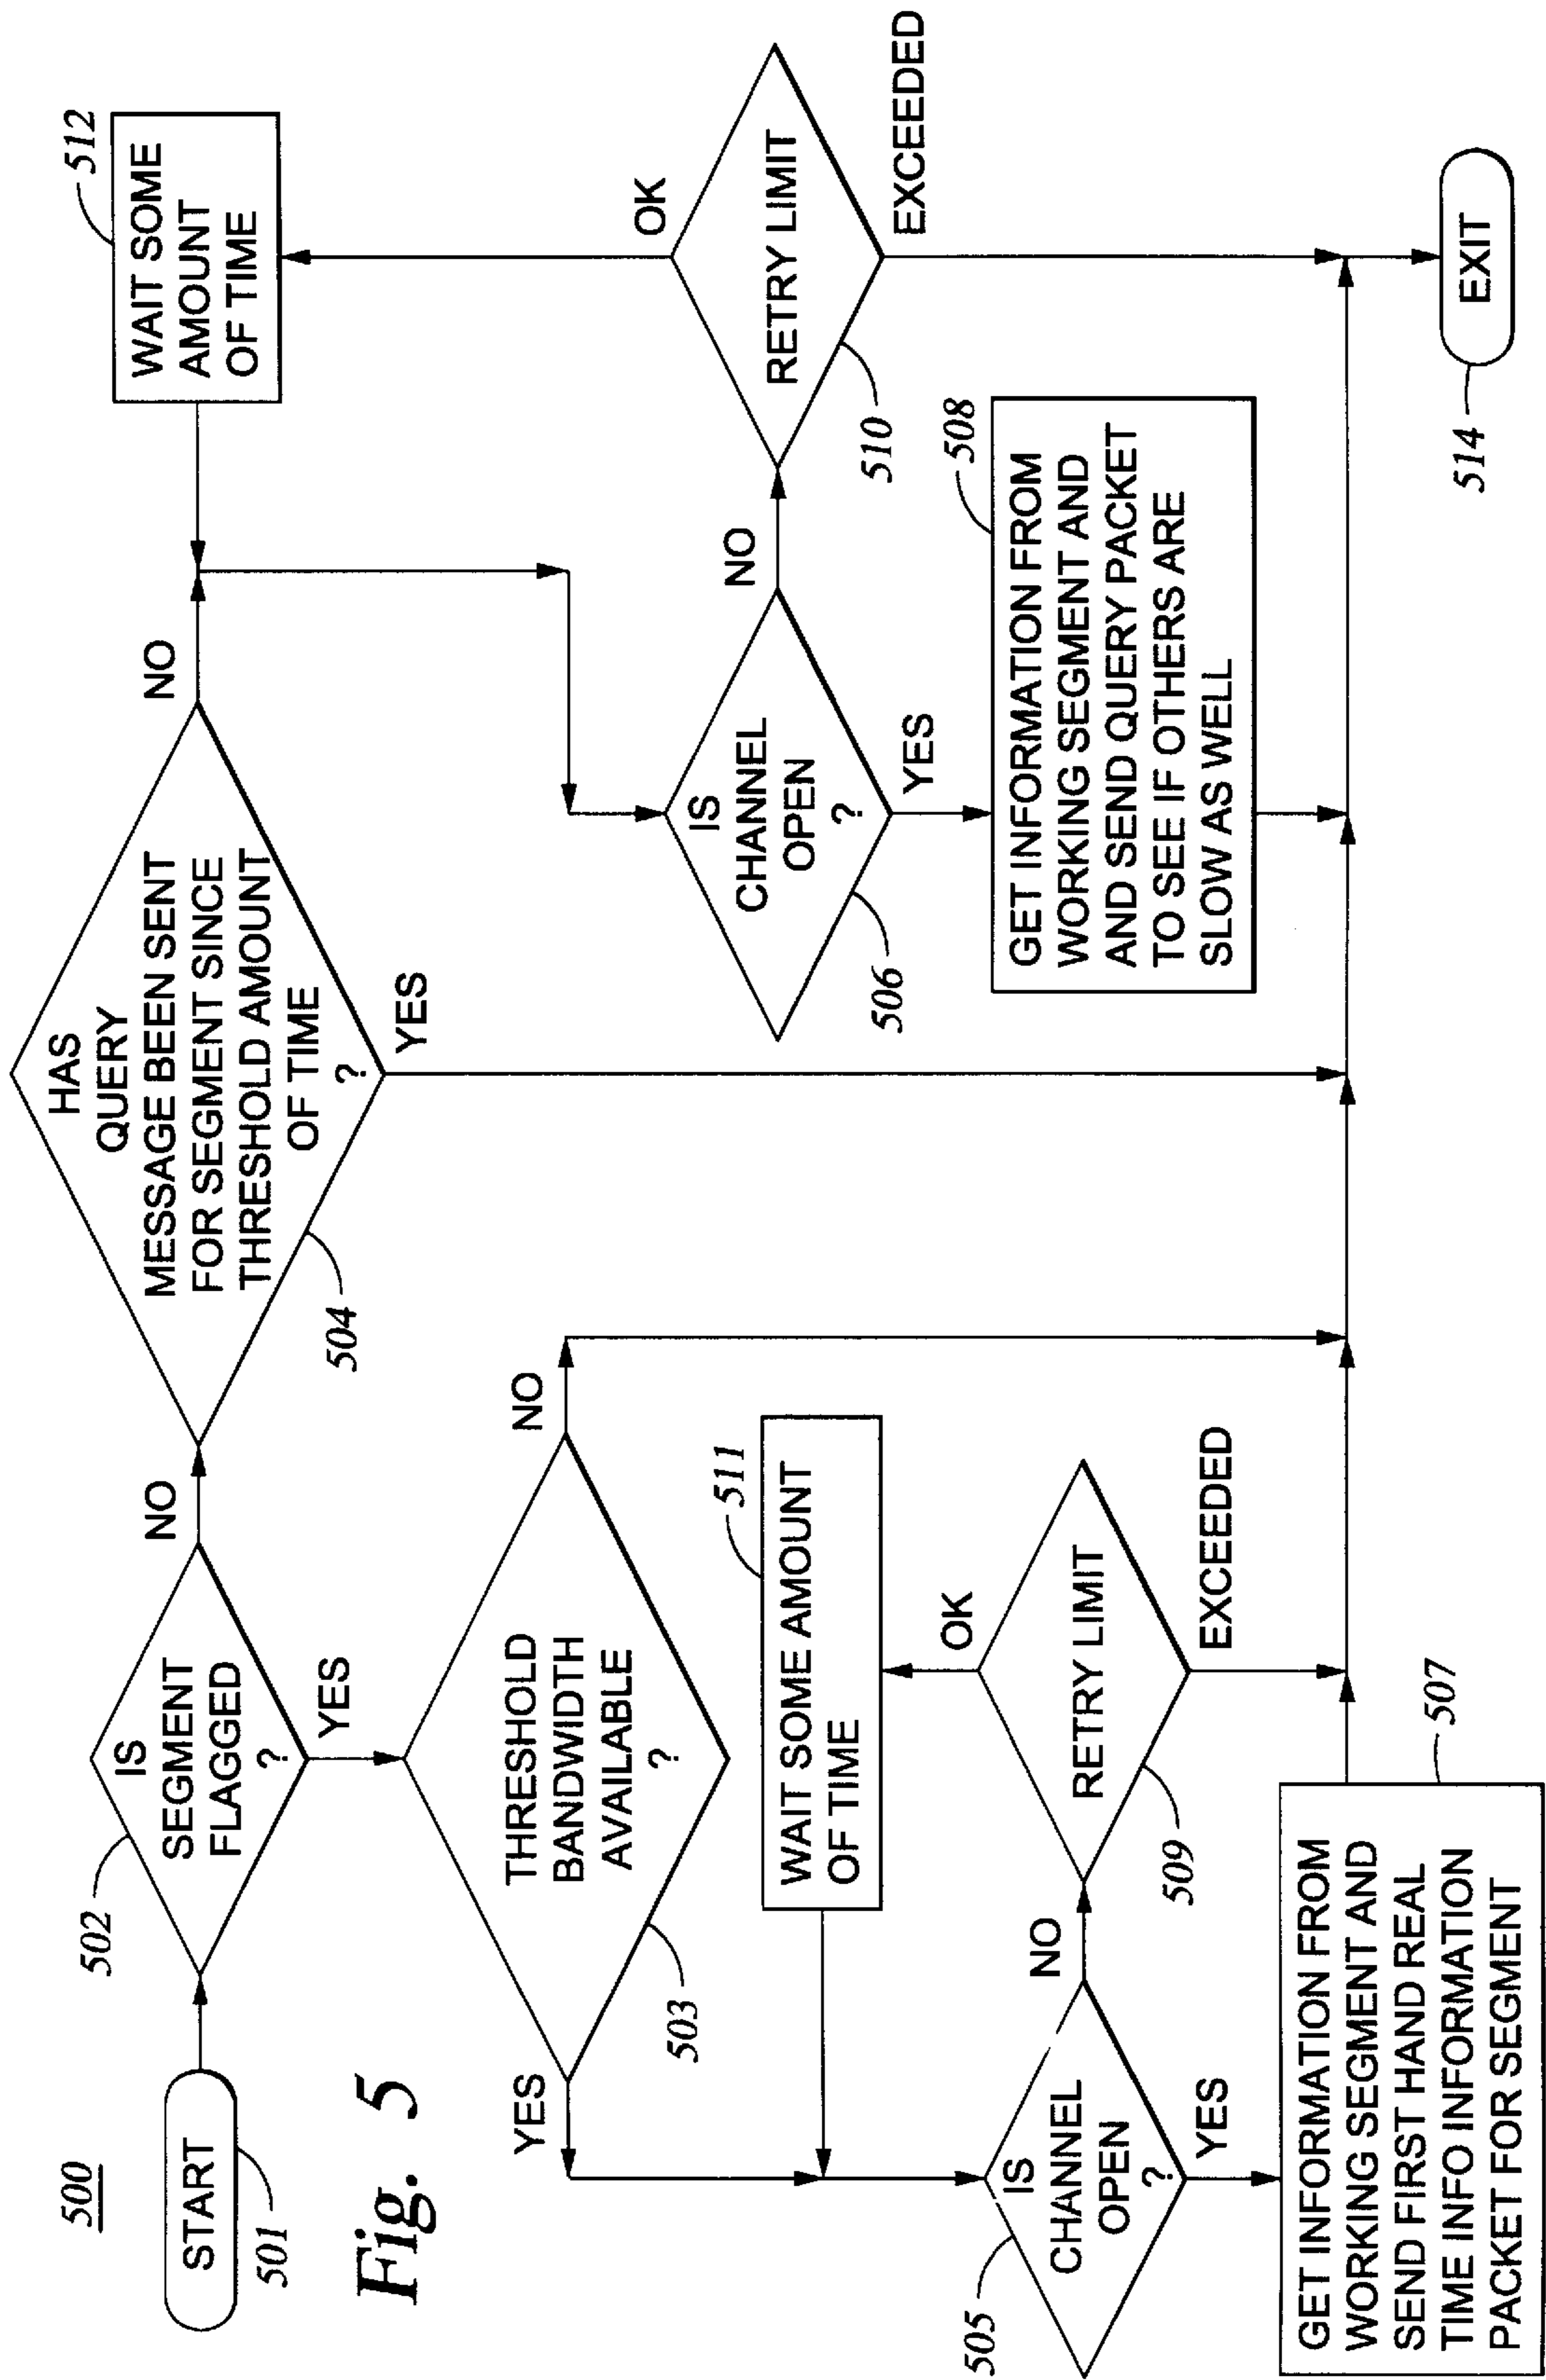 500
START
501
Fig. 5
502
IS
SEGMENT
FLAGGED
?
NO
YES
HAS
QUERY
MESSAGE BEEN SENT
FOR SEGMENT SINCE
THRESHOLD AMOUNT
OF TIME
?
504
NO
YES
512
WAIT SOME
AMOUNT
OF TIME
THRESHOLD
BANDWIDTH
AVAILABLE
?
503
YES
NO
511
WAIT SOME AMOUNT
OF TIME
IS
CHANNEL
OPEN
?
505
NO
YES
RETRY LIMIT
509
OK
EXCEEDED
GET INFORMATION FROM
WORKING SEGMENT AND
SEND FIRST HAND REAL
TIME INFO INFORMATION
PACKET FOR SEGMENT
507
IS
CHANNEL
OPEN
?
506
NO
YES
RETRY LIMIT
510
OK
EXCEEDED
GET INFORMATION FROM
WORKING SEGMENT AND
AND SEND QUERY PACKET
TO SEE IF OTHERS ARE
SLOW AS WELL
508
EXIT
514